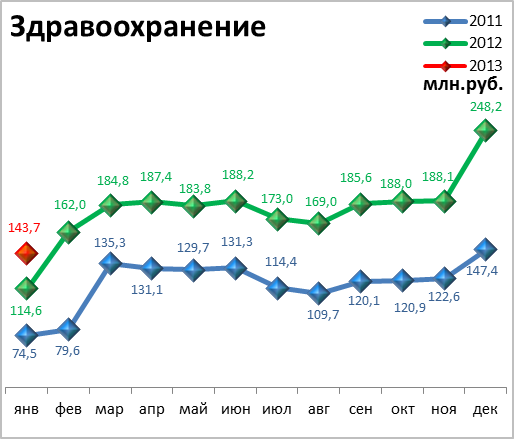 Здравоохранение
2011
2012
2013
млн.руб.
248,2
184,8 187,4 183,8 188,2 173,0 169,0 185,6 188,0 188,1
162,0
143,7
114,6
135,3 131,1 129,7 131,3 114,4 109,7 120,1 120,9 122,6 147,4
74,5 79,6
янв фев мар апр май июн июл авг сен окт ноя дек